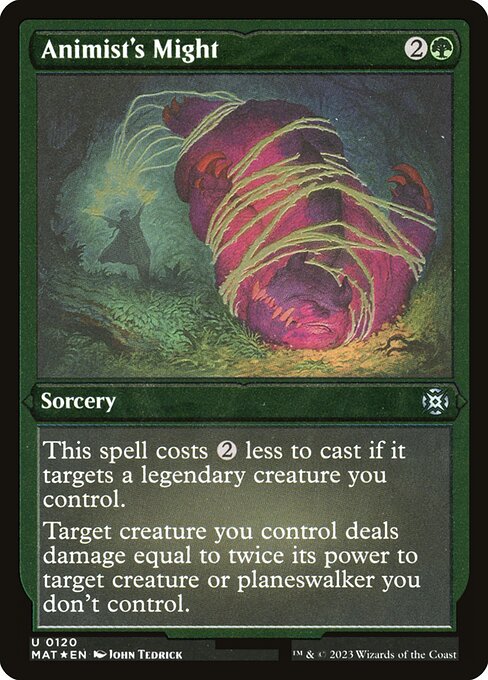 Animist's Might 2
Sorcery
This spell costs 2 less to cast if it
targets a legendary creature you
control.
Target creature you control deals
damage equal to twice its power to
target creature or planeswalker you
don't control.
U 0120
MAT★EN John Tedrick
™ & © 2023 Wizards of the Coast